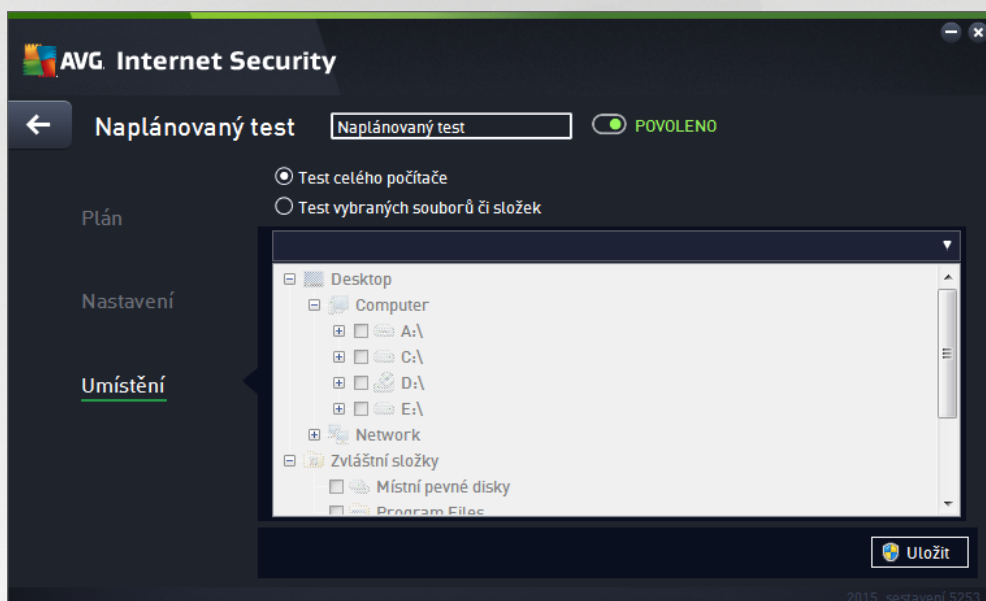 AVG. Internet Security
Naplánovaný test
Naplánovaný test
POVOLENO
Test celého počítače
Test vybraných souborů či složek
Plán
Nastavení
Umístění
Desktop
Computer
A:\
C:\
D:\
E:\
Network
Zvláštní složky
Místní pevné disky
Program Files
Uložit
2015, sestavení 5253